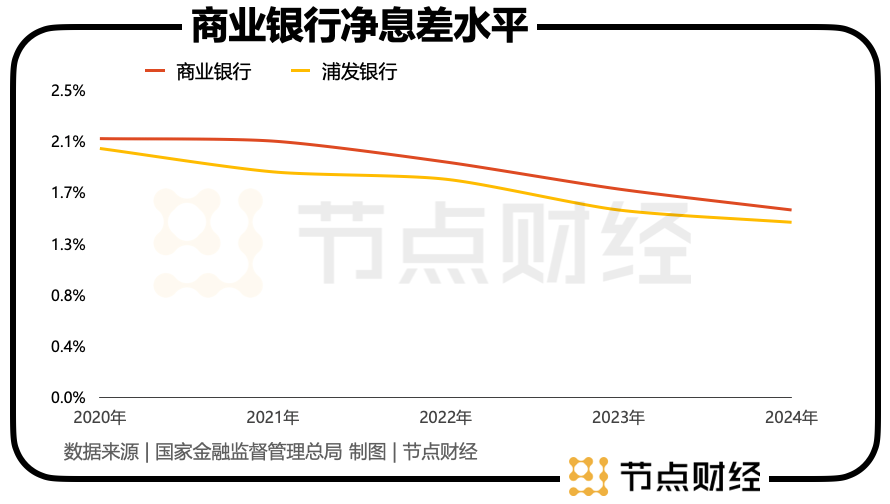 商业银行净息差水平
商业银行 浦发银行
2.5%
2.1%
1.7%
1.3%
0.8%
0.4%
0.0%
2020年 2021年 2022年 2023年 2024年
节点财经
数据来源 | 国家金融监督管理总局 制图 | 节点财经
节点财经